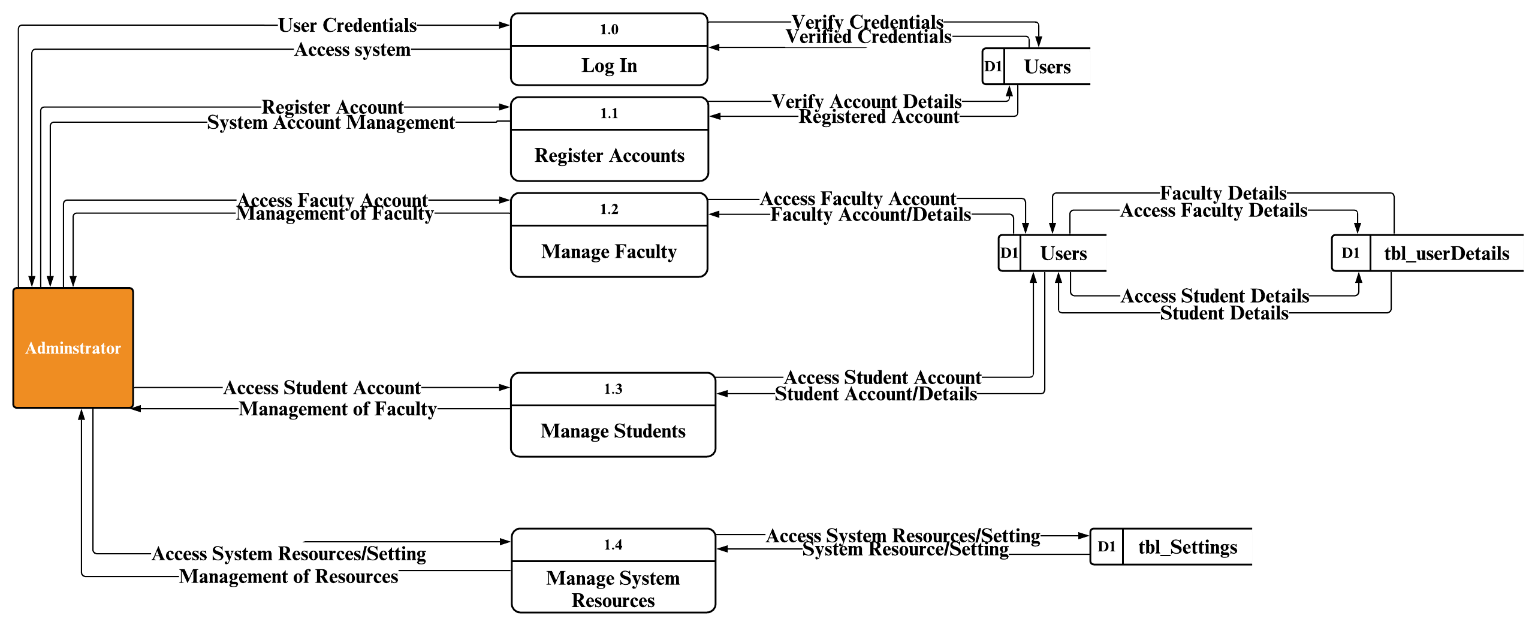 User Credentials
1.0
Verify Credentials
Verified Credentials
Access system
Log In
D1
Users
Register Account
System Account Management
1.1
Verify Account Details
Registered Account
Register Accounts
Access Facuty Account
Management of Faculty
1.2
Access Faculty Account
Faculty Account/Details
Manage Faculty
Faculty Details
Access Faculty Details
D1
Users
D1
tbl_userDetails
Access Student Details
Student Details
Adminstrator
Access Student Account
Management of Faculty
1.3
Access Student Account
Student Account/Details
Manage Students
Access System Resources/Setting
Management of Resources
1.4
Access System Resources/Setting
System Resource/Setting
D1
tbl_Settings
Manage System
Resources